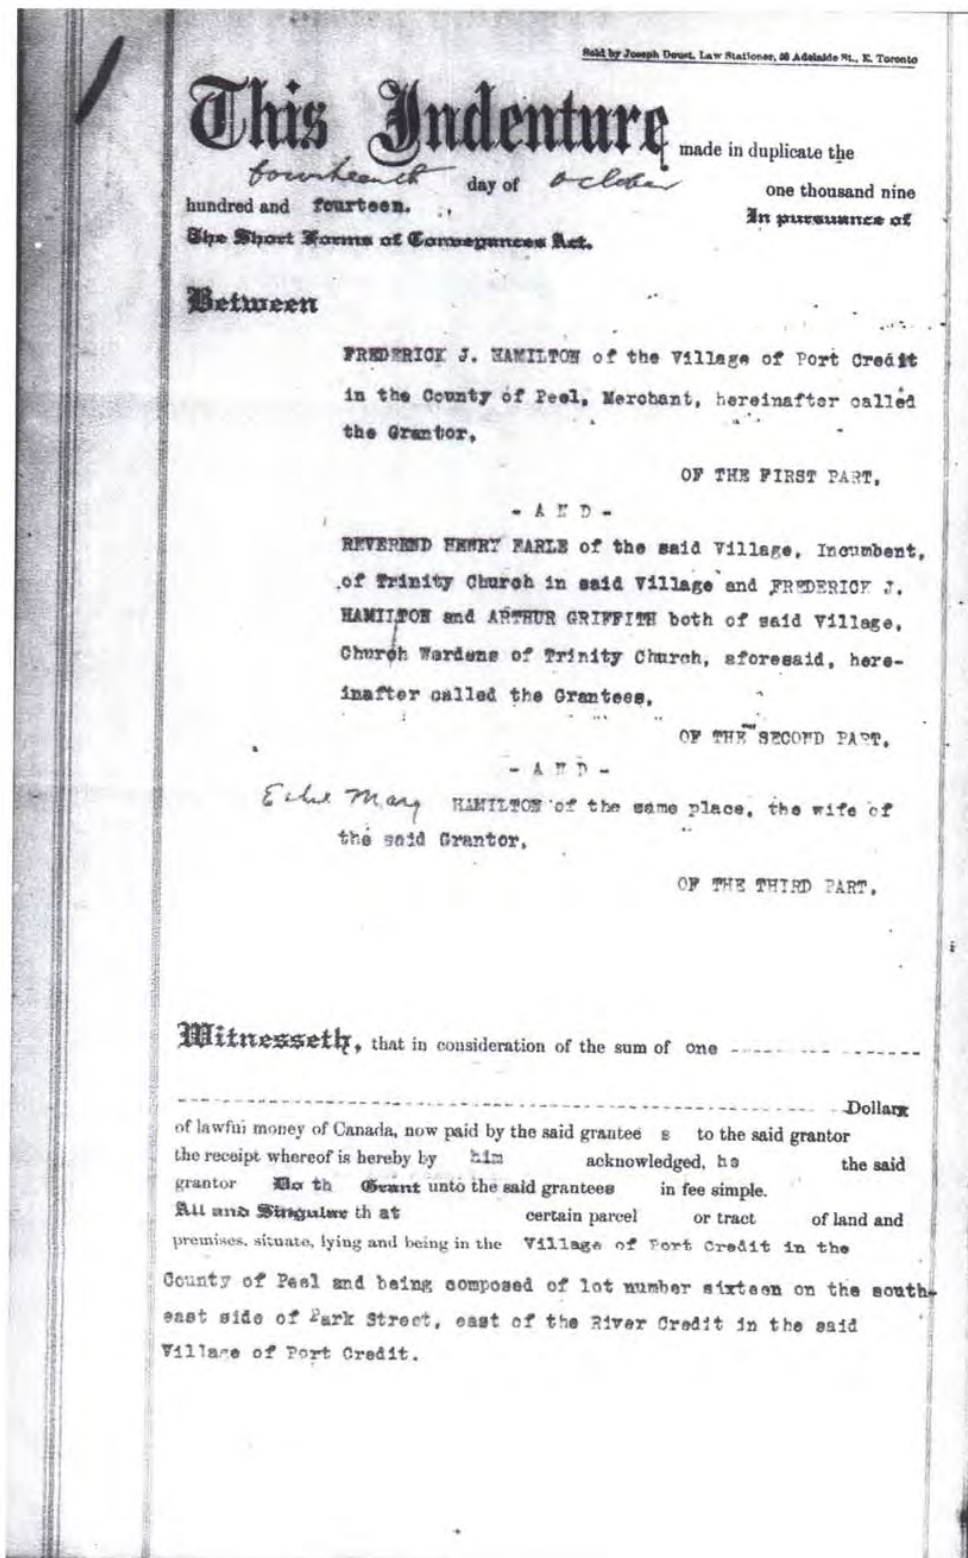 Sold by Joseph Doust, Law Stationer, 58 Adelaide St., E. Toronto
This Indenture made in duplicate the
fourteenth day of October one thousand nine
hundred and fourteen. In pursuance of
The Short Forms of Conveyances Act.
Between
FREDERICK J. HAMILTON of the Village of Port Credit
in the County of Peel, Merchant, hereinafter called
the Grantor,
OF THE FIRST PART,
- A N D -
REVEREND HENRY EARLE of the said Village, Incumbent,
of Trinity Church in said Village and FREDERICK J.
HAMILTON and ARTHUR GRIFFITH both of said Village,
Church Wardens of Trinity Church, aforesaid, here-
inafter called the Grantees,
OF THE SECOND PART,
- A N D -
Mary HAMILTON of the same place, the wife of
the said Grantor,
OF THE THIRD PART,
Witnesseth, that in consideration of the sum of one
Dollar
of lawful money of Canada, now paid by the said grantee s to the said grantor
the receipt whereof is hereby by him acknowledged, he the said
grantor Do th Grant unto the said grantees in fee simple.
All and Singular th at certain parcel or tract of land and
premises, situate, lying and being in the Village of Port Credit in the
County of Peel and being composed of lot number sixteen on the south-
east side of Park Street, east of the River Credit in the said
Village of Port Credit.